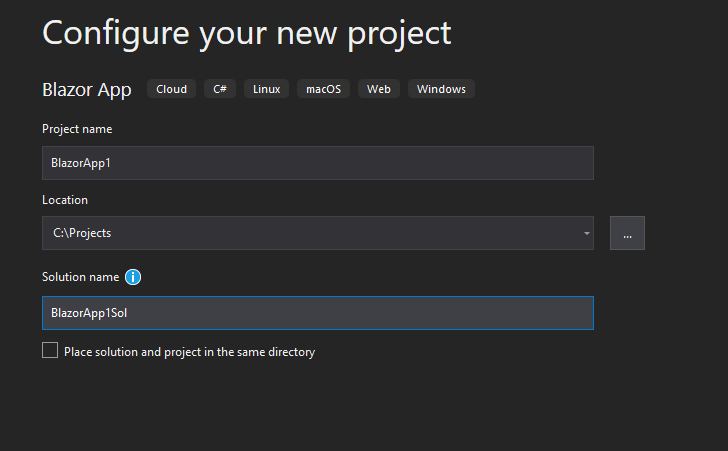 Configure your new project
Blazor App Cloud C# Linux macOS Web Windows
Project name
BlazorApp1
Location
C:\Projects
...
Solution name
BlazorApp1Sol
Place solution and project in the same directory